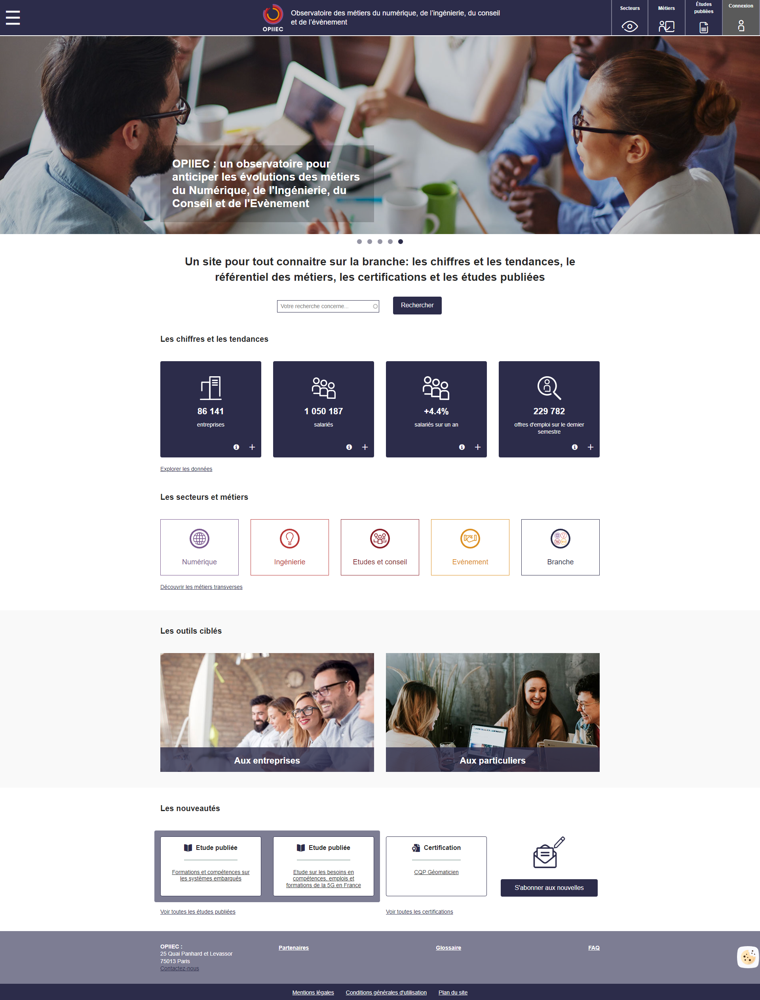 OPIIEC
Observatoire des métiers du numérique, de l'ingénierie, du conseil
et de l'évènement
Secteurs
Métiers
Études
publiées
Connexion
OPIIEC : un observatoire pour
anticiper les évolutions des métiers
du Numérique, de l'Ingénierie, du
Conseil et de l'Evènement
Un site pour tout connaitre sur la branche: les chiffres et les tendances, le
référentiel des métiers, les certifications et les études publiées
Votre recherche concerne...
Rechercher
Les chiffres et les tendances
86 141
entreprises
1 050 187
salariés
+4.4%
salariés sur un an
229 782
offres d'emploi sur le dernier
semestre
Explorer les données
Les secteurs et métiers
Numérique
Ingénierie
Etudes et conseil
Evénement
Branche
Découvrir les métiers transverses
Les outils ciblés
Aux entreprises
Aux particuliers
Les nouveautés
Etude publiée
Formations et compétences sur
les systèmes embarqués
Etude publiée
Etude sur les besoins en
compétences, emplois et
formations de la 5G en France
Certification
CQP Géomaticien
S'abonner aux nouvelles
Voir toutes les études publiées
Voir toutes les certifications
OPIIEC :
25 Quai Panhard et Levassor
75013 Paris
Contactez-nous
Partenaires
Glossaire
FAQ
Mentions légales
Conditions générales d'utilisation
Plan du site